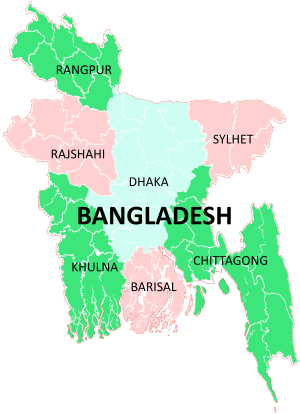 RANGPUR
SYLHET
RAJSHAHI
DHAKA
BANGLADESH
CHITTAGONG
KHULNA
BARISAL